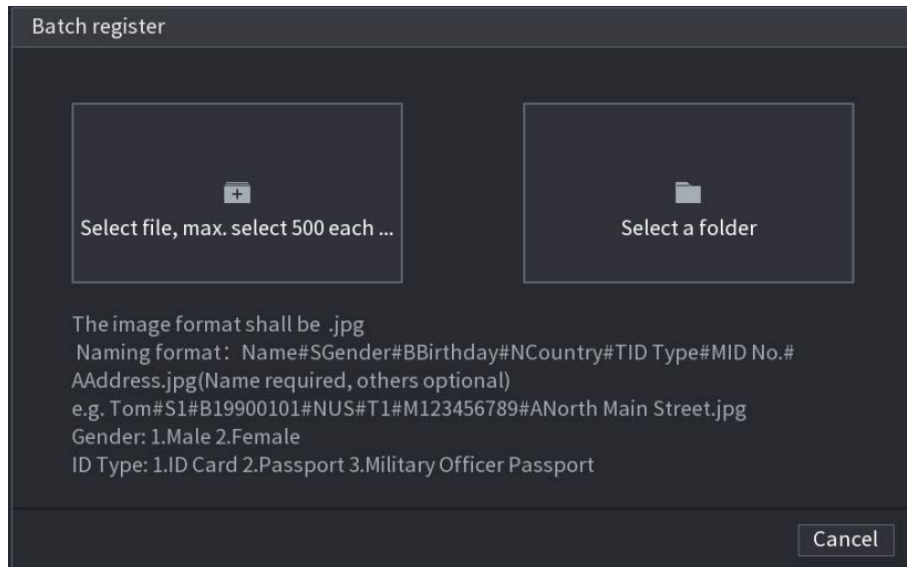 Batch register
Select file, max. select 500 each ...
Select a folder
The image format shall be .jpg
Naming format：Name#SGender#BBirthday#NCountry#TID Type#MID No.#
AAddress.jpg(Name required, others optional)
e.g. Tom#S1#B19900101#NUS#T1#M123456789#ANorth Main Street.jpg
Gender: 1.Male 2.Female
ID Type: 1.ID Card 2.Passport 3.Military Officer Passport
Cancel